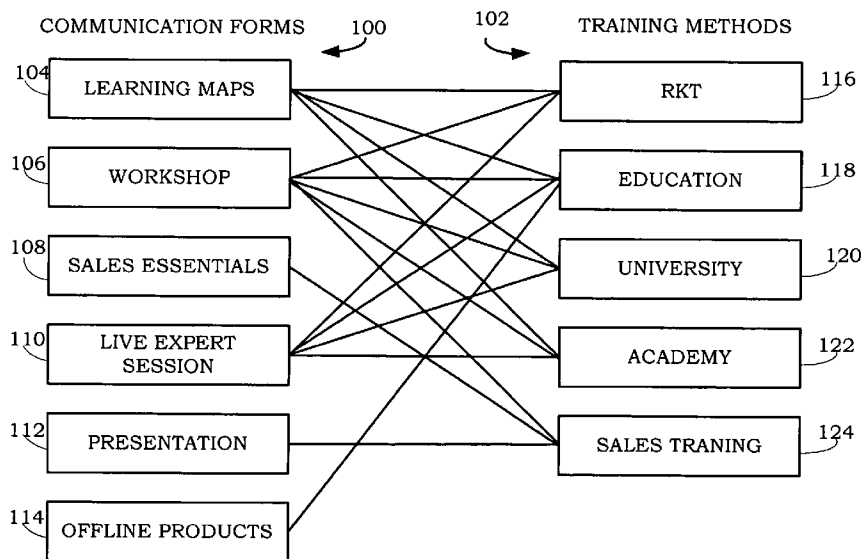 COMMUNICATION FORMS
100
102
TRAINING METHODS
104
LEARNING MAPS
RKT
116
106
WORKSHOP
EDUCATION
118
108
SALES ESSENTIALS
UNIVERSITY
120
110
LIVE EXPERT
SESSION
ACADEMY
122
112
PRESENTATION
SALES TRANING
124
114
OFFLINE PRODUCTS